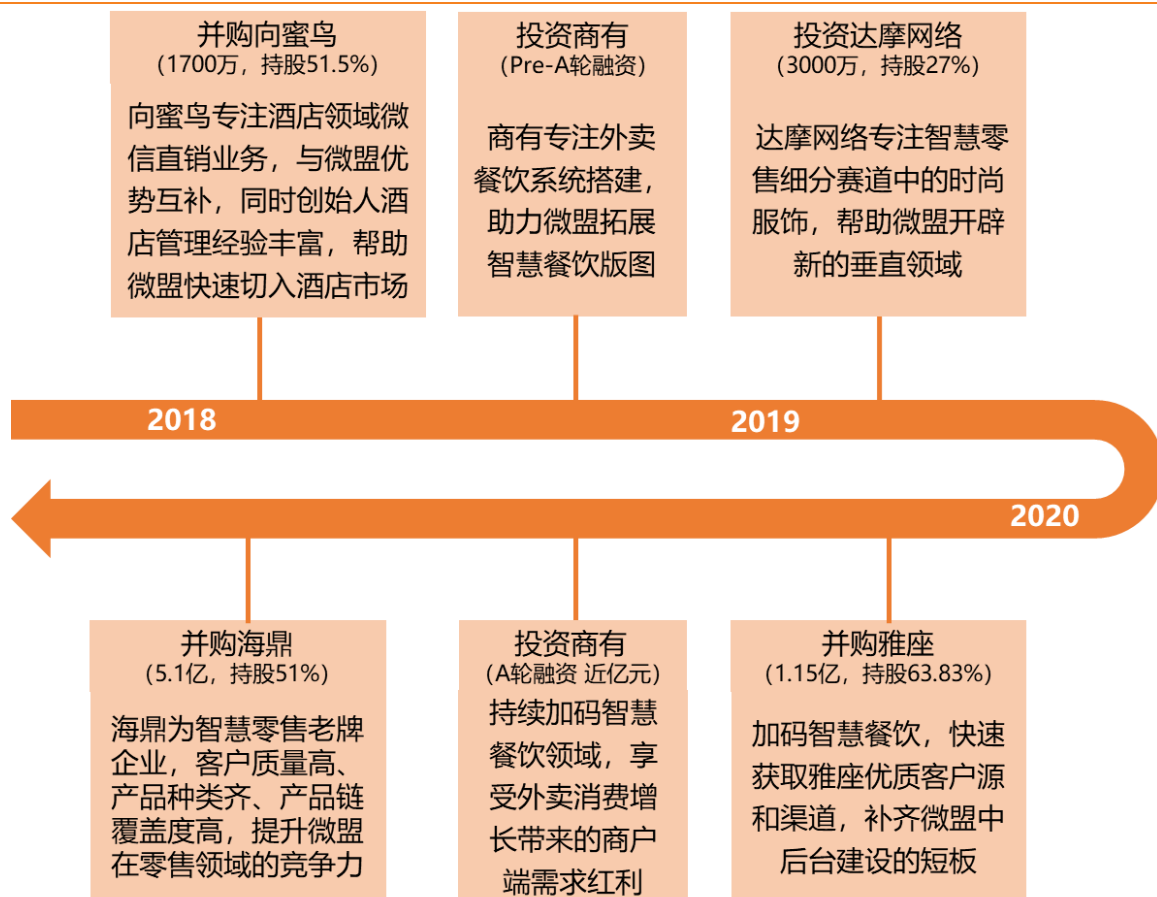 并购向蜜鸟
（1700万，持股51.5%）
向蜜鸟专注酒店领域微
信直销业务，与微盟优
势互补，同时创始人酒
店管理经验丰富，帮助
微盟快速切入酒店市场
投资商有
（Pre-A轮融资）
商有专注外卖
餐饮系统搭建，
助力微盟拓展
智慧餐饮版图
投资达摩网络
（3000万，持股27%）
达摩网络专注智慧零
售细分赛道中的时尚
服饰，帮助微盟开辟
新的垂直领域
2018
2019
2020
并购海鼎
（5.1亿，持股51%）
海鼎为智慧零售老牌
企业，客户质量高、
产品种类齐、产品链
覆盖度高，提升微盟
在零售领域的竞争力
投资商有
（A轮融资 近亿元）
持续加码智慧
餐饮领域，享
受外卖消费增
长带来的商户
端需求红利
并购雅座
（1.15亿，持股63.83%）
加码智慧餐饮，快速
获取雅座优质客户源
和渠道，补齐微盟中
后台建设的短板